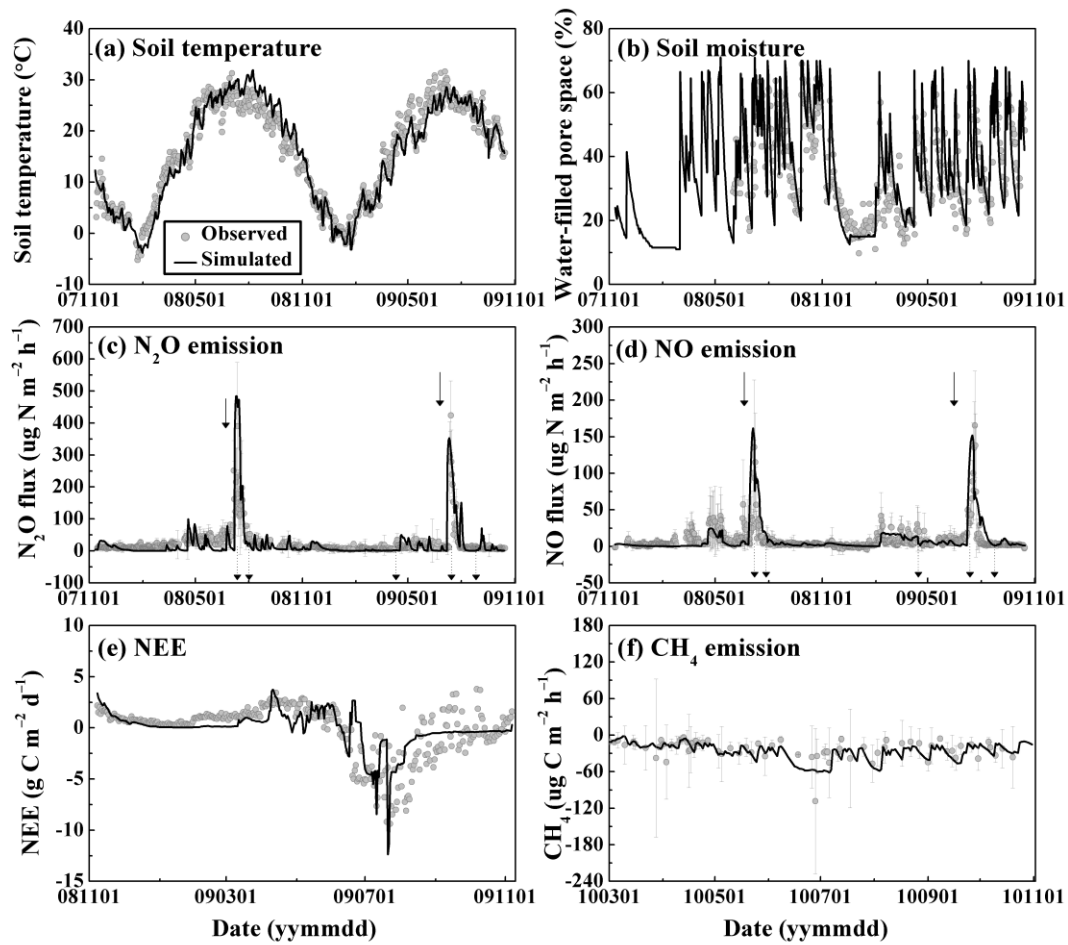 (a) Soil temperature
Soil temperature (°C)
40
30
20
10
0
-10
Observed
Simulated
071101 080501 081101 090501 091101
(b) Soil moisture
Water-filled pore space (%)
80
60
40
20
0
071101 080501 081101 090501 091101
(c) N₂O emission
N₂O flux (ug N m⁻² h⁻¹)
700
600
500
400
300
200
100
0
-100
071101 080501 081101 090501 091101
(d) NO emission
NO flux (ug N m⁻² h⁻¹)
300
250
200
150
100
50
0
-50
071101 080501 081101 090501 091101
(e) NEE
NEE (g C m⁻² d⁻¹)
10
5
0
-5
-10
-15
081101 090301 090701 091101
Date (yymmdd)
(f) CH₄ emission
CH₄ (ug C m⁻² h⁻¹)
180
120
60
0
-60
-120
-180
-240
100301 100501 100701 100901 101101
Date (yymmdd)